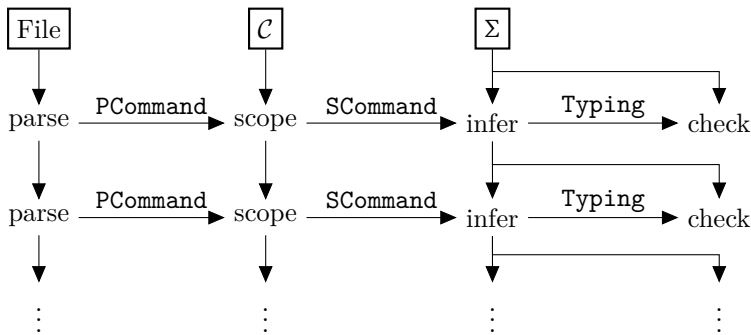 File 𝒞 Σ
PCommand SCommand Typing
parse scope infer check
PCommand SCommand Typing
parse scope infer check
⋮ ⋮ ⋮ ⋮